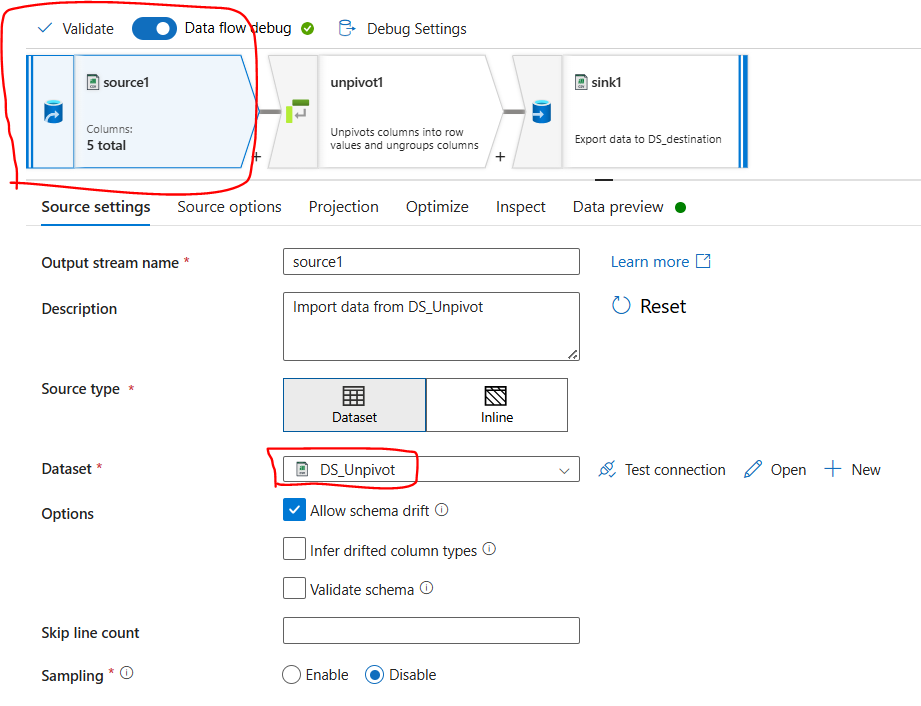 Validate Data flow debug Debug Settings
source1
Columns:
5 total
+
unpivot1
Unpivots columns into row
values and ungroups columns
+
sink1
Export data to DS_destination
Source settings Source options Projection Optimize Inspect Data preview
Output stream name * source1 Learn more
Description Import data from DS_Unpivot Reset
Source type * Dataset Inline
Dataset * DS_Unpivot Test connection Open New
Options Allow schema drift
Infer drifted column types
Validate schema
Skip line count
Sampling * Enable Disable